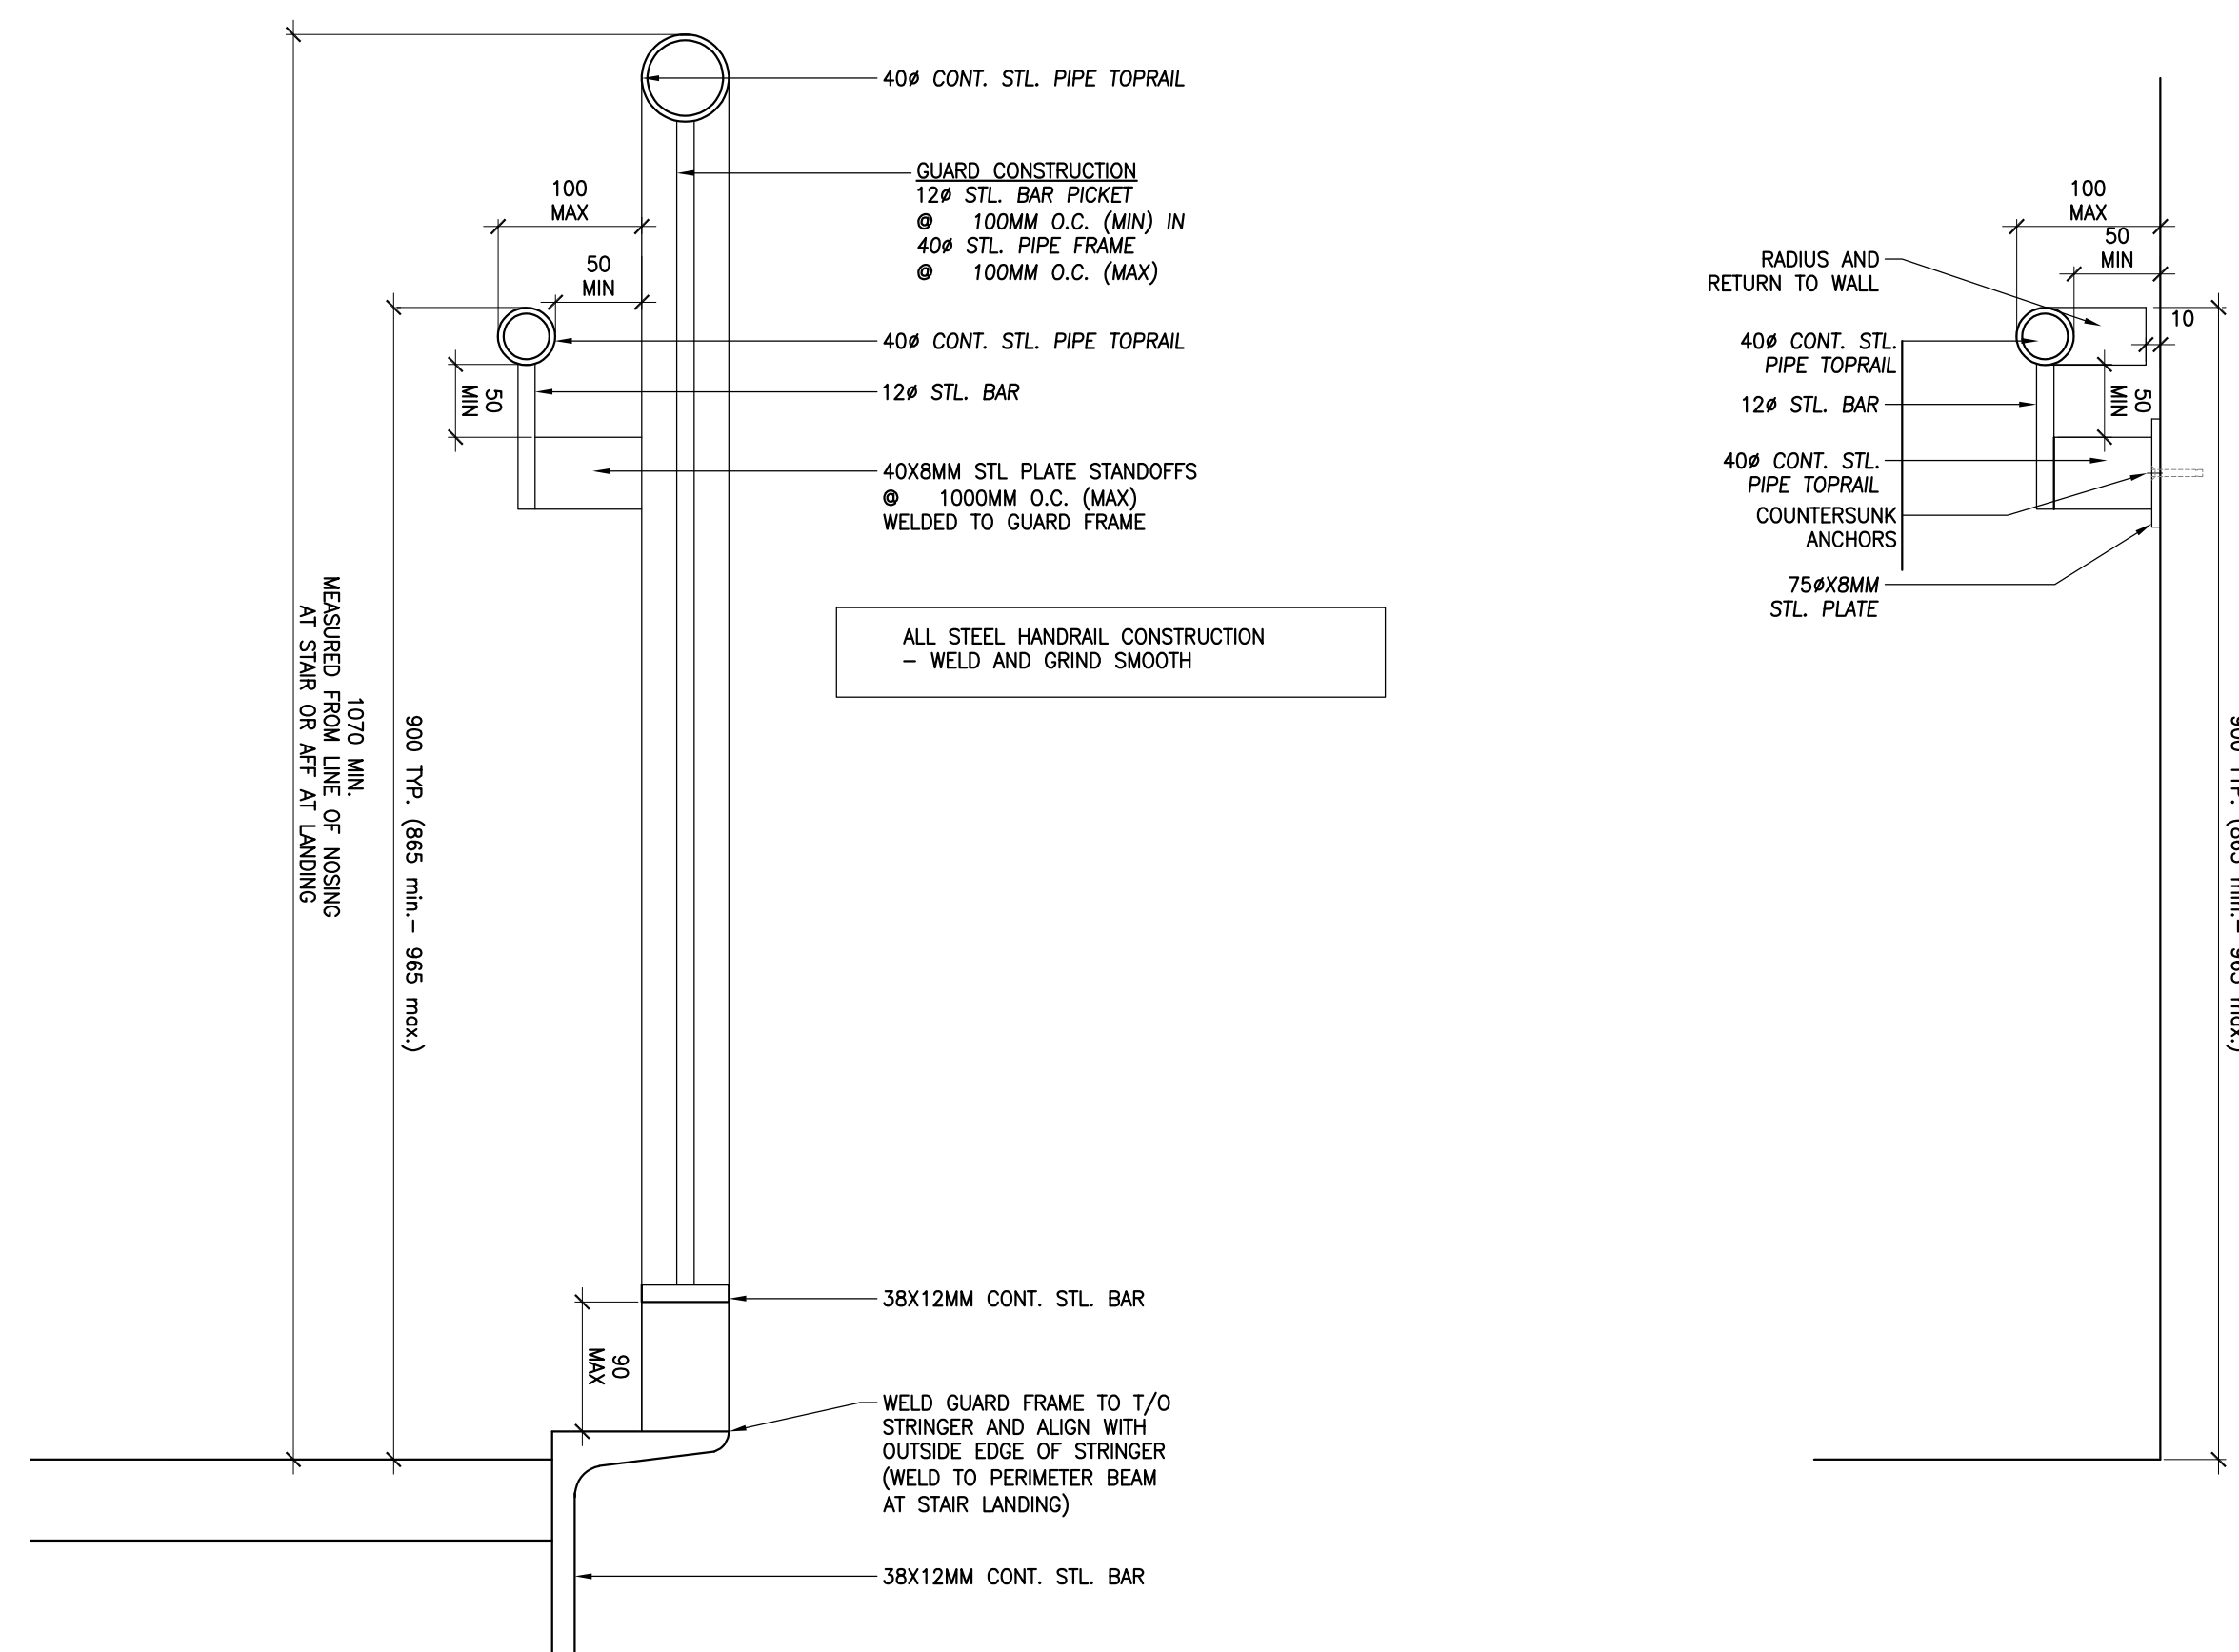 40ø CONT. STL. PIPE TOPRAIL
GUARD CONSTRUCTION
12ø STL. BAR PICKET
@ 100MM O.C. (MIN) IN
40ø STL. PIPE FRAME
@ 100MM O.C. (MAX)
100
MAX
50
MIN
40ø CONT. STL. PIPE TOPRAIL
12ø STL. BAR
50
MIN
40X8MM STL PLATE STANDOFFS
@ 1000MM O.C. (MAX)
WELDED TO GUARD FRAME
ALL STEEL HANDRAIL CONSTRUCTION
- WELD AND GRIND SMOOTH
1070 MIN.
MEASURED FROM LINE OF NOSING
AT STAIR OR AFF AT LANDING
900 TYP. (865 min.- 965 max.)
38X12MM CONT. STL. BAR
90
MAX
WELD GUARD FRAME TO T/O
STRINGER AND ALIGN WITH
OUTSIDE EDGE OF STRINGER
(WELD TO PERIMETER BEAM
AT STAIR LANDING)
38X12MM CONT. STL. BAR
100
MAX
50
MIN
RADIUS AND
RETURN TO WALL
10
40ø CONT. STL.
PIPE TOPRAIL
12ø STL. BAR
50
MIN
40ø CONT. STL.
PIPE TOPRAIL
COUNTERSUNK
ANCHORS
75øX8MM
STL. PLATE
900 TYP. (865 min.- 965 max.)